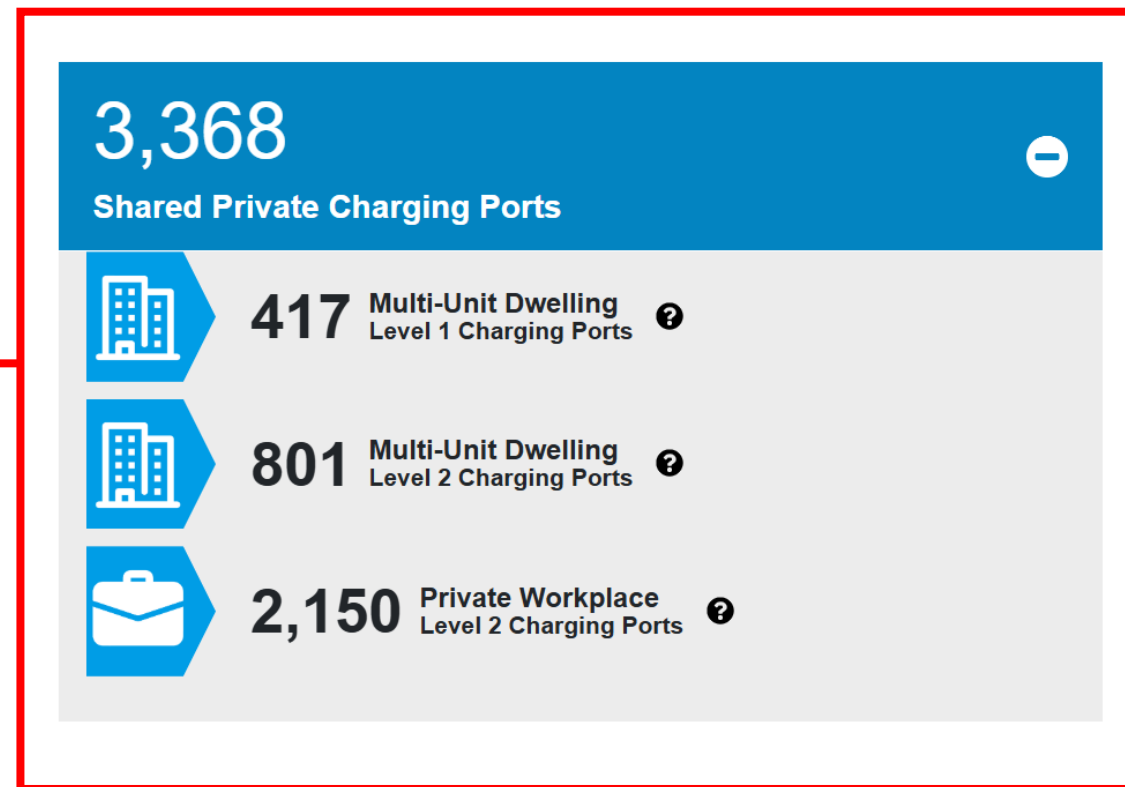 3,368
Shared Private Charging Ports
417 Multi-Unit Dwelling
Level 1 Charging Ports
801 Multi-Unit Dwelling
Level 2 Charging Ports
2,150 Private Workplace
Level 2 Charging Ports